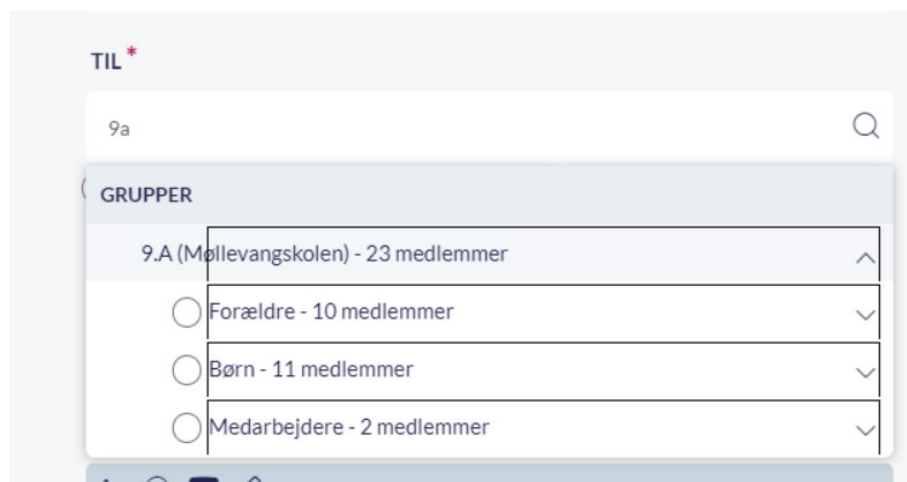 TIL*
9a
GRUPPER
9.A (Møllevangskolen) - 23 medlemmer
Forældre - 10 medlemmer
Børn - 11 medlemmer
Medarbejdere - 2 medlemmer